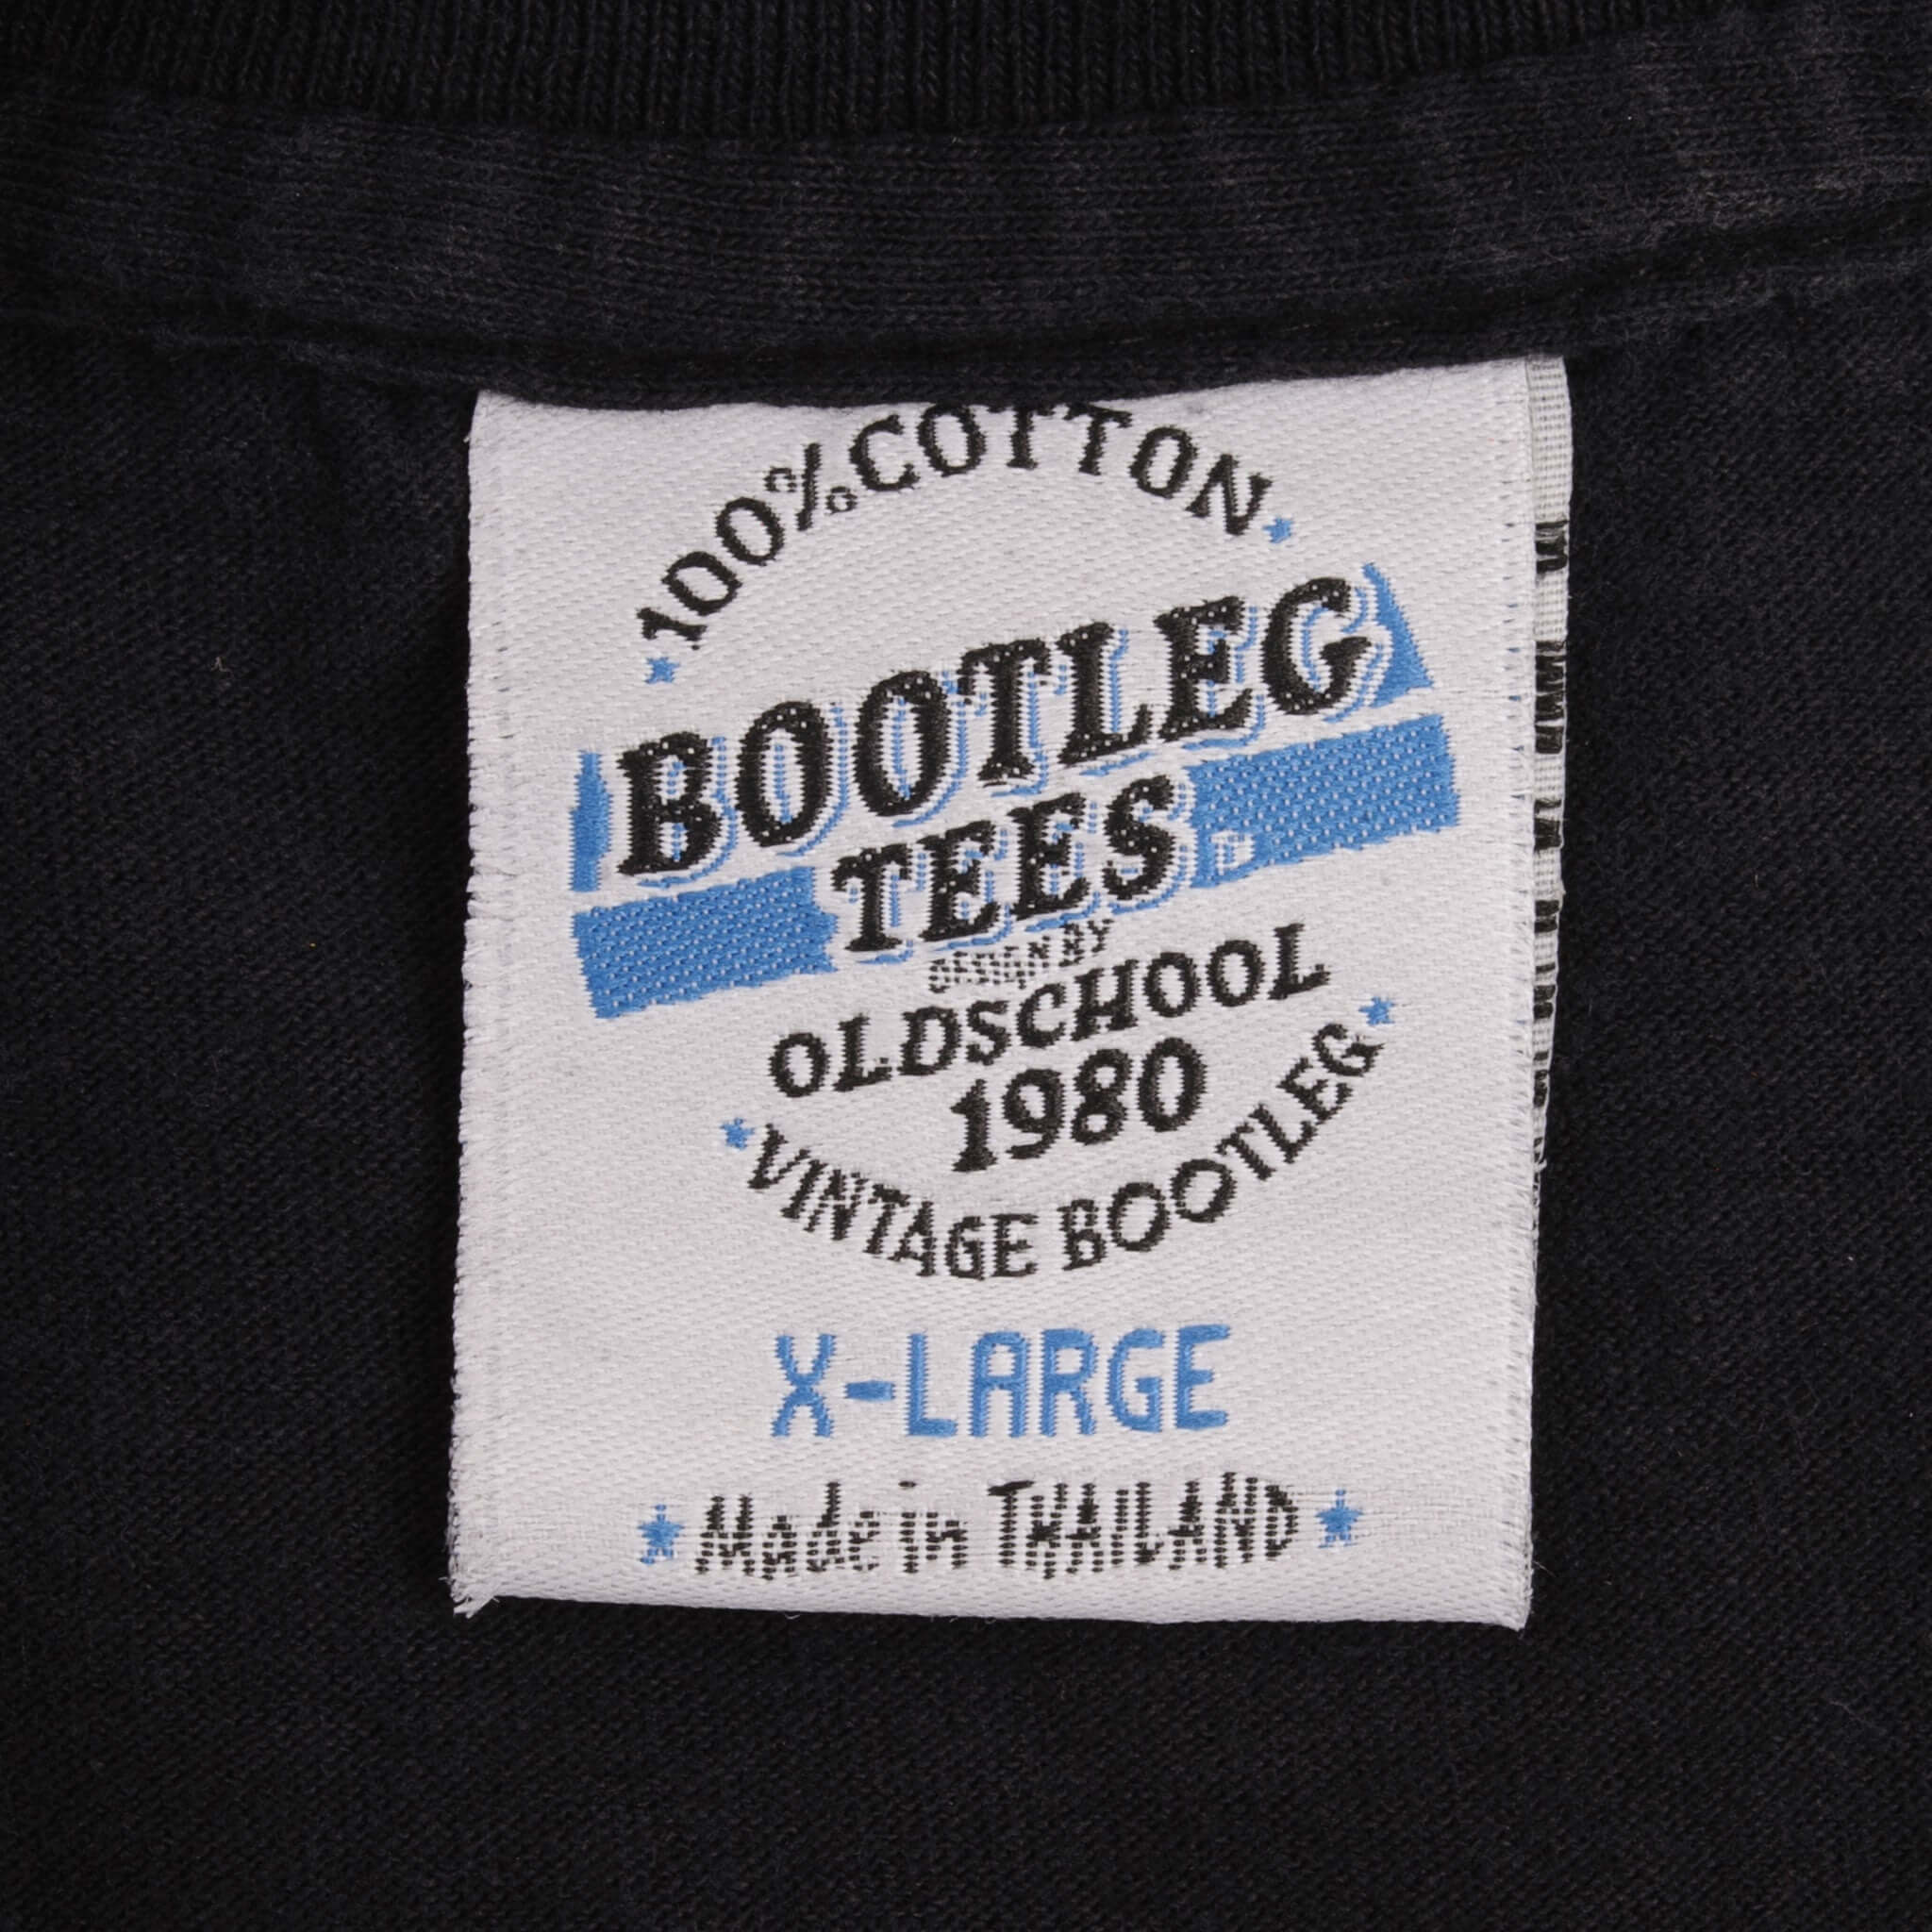 100% COTTON
BOOTLEG
TEES
DESIGN BY
OLDSCHOOL
1980
VINTAGE BOOTLEG
X-LARGE
Made in THAILAND